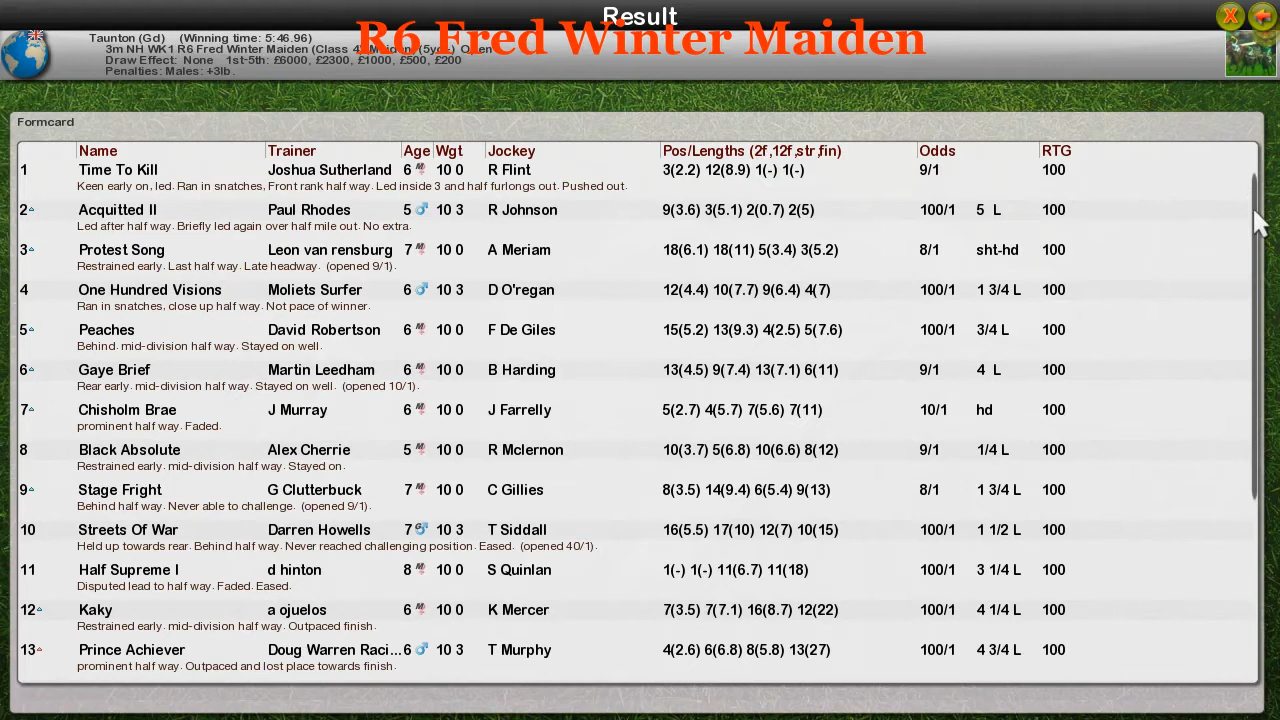 Result
R6 Fred Winter Maiden
Taunton (Gd) (Winning time: 5:46.96)
3m NH WK1 R6 Fred Winter Maiden (Class 4) Maiden (5yo+) Open
Draw Effect: None 1st-5th: £6000, £2300, £1000, £500, £200
Penalties: Males: +3lb.
Formcard
Name Trainer Age Wgt Jockey Pos/Lengths (2f,12f,str,fin) Odds RTG
1 Time To Kill Joshua Sutherland 6 M 10 0 R Flint 3(2.2) 12(8.9) 1(-) 1(-) 9/1 100
Keen early on, led. Ran in snatches, Front rank half way. Led inside 3 and half furlongs out. Pushed out.
2 Acquitted II Paul Rhodes 5 10 3 R Johnson 9(3.6) 3(5.1) 2(0.7) 2(5) 100/1 5 L 100
Led after half way. Briefly led again over half mile out. No extra.
3 Protest Song Leon van rensburg 7 M 10 0 A Meriam 18(6.1) 18(11) 5(3.4) 3(5.2) 8/1 sht-hd 100
Restrained early. Last half way. Late headway. (opened 9/1).
4 One Hundred Visions Moliets Surfer 6 10 3 D O'regan 12(4.4) 10(7.7) 9(6.4) 4(7) 100/1 1 3/4 L 100
Ran in snatches, close up half way. Not pace of winner.
5 Peaches David Robertson 6 M 10 0 F De Giles 15(5.2) 13(9.3) 4(2.5) 5(7.6) 100/1 3/4 L 100
Behind. mid-division half way. Stayed on well.
6 Gaye Brief Martin Leedham 6 M 10 0 B Harding 13(4.5) 9(7.4) 13(7.1) 6(11) 9/1 4 L 100
Rear early. mid-division half way. Stayed on well. (opened 10/1).
7 Chisholm Brae J Murray 6 M 10 0 J Farrelly 5(2.7) 4(5.7) 7(5.6) 7(11) 10/1 hd 100
prominent half way. Faded.
8 Black Absolute Alex Cherrie 5 M 10 0 R Mclernon 10(3.7) 5(6.8) 10(6.6) 8(12) 9/1 1/4 L 100
Restrained early. mid-division half way. Stayed on.
9 Stage Fright G Clutterbuck 7 M 10 0 C Gillies 8(3.5) 14(9.4) 6(5.4) 9(13) 8/1 1 3/4 L 100
Behind half way. Never able to challenge. (opened 9/1).
10 Streets Of War Darren Howells 7 G 10 3 T Siddall 16(5.5) 17(10) 12(7) 10(15) 100/1 1 1/2 L 100
Held up towards rear. Behind half way. Never reached challenging position. Eased. (opened 40/1).
11 Half Supreme I d hinton 8 M 10 0 S Quinlan 1(-) 1(-) 11(6.7) 11(18) 100/1 3 1/4 L 100
Disputed lead to half way. Faded. Eased.
12 Kaky a ojuelos 6 M 10 0 K Mercer 7(3.5) 7(7.1) 16(8.7) 12(22) 100/1 4 1/4 L 100
Restrained early. mid-division half way. Outpaced finish.
13 Prince Achiever Doug Warren Raci... 6 10 3 T Murphy 4(2.6) 6(6.8) 8(5.8) 13(27) 100/1 4 3/4 L 100
prominent half way. Outpaced and lost place towards finish.